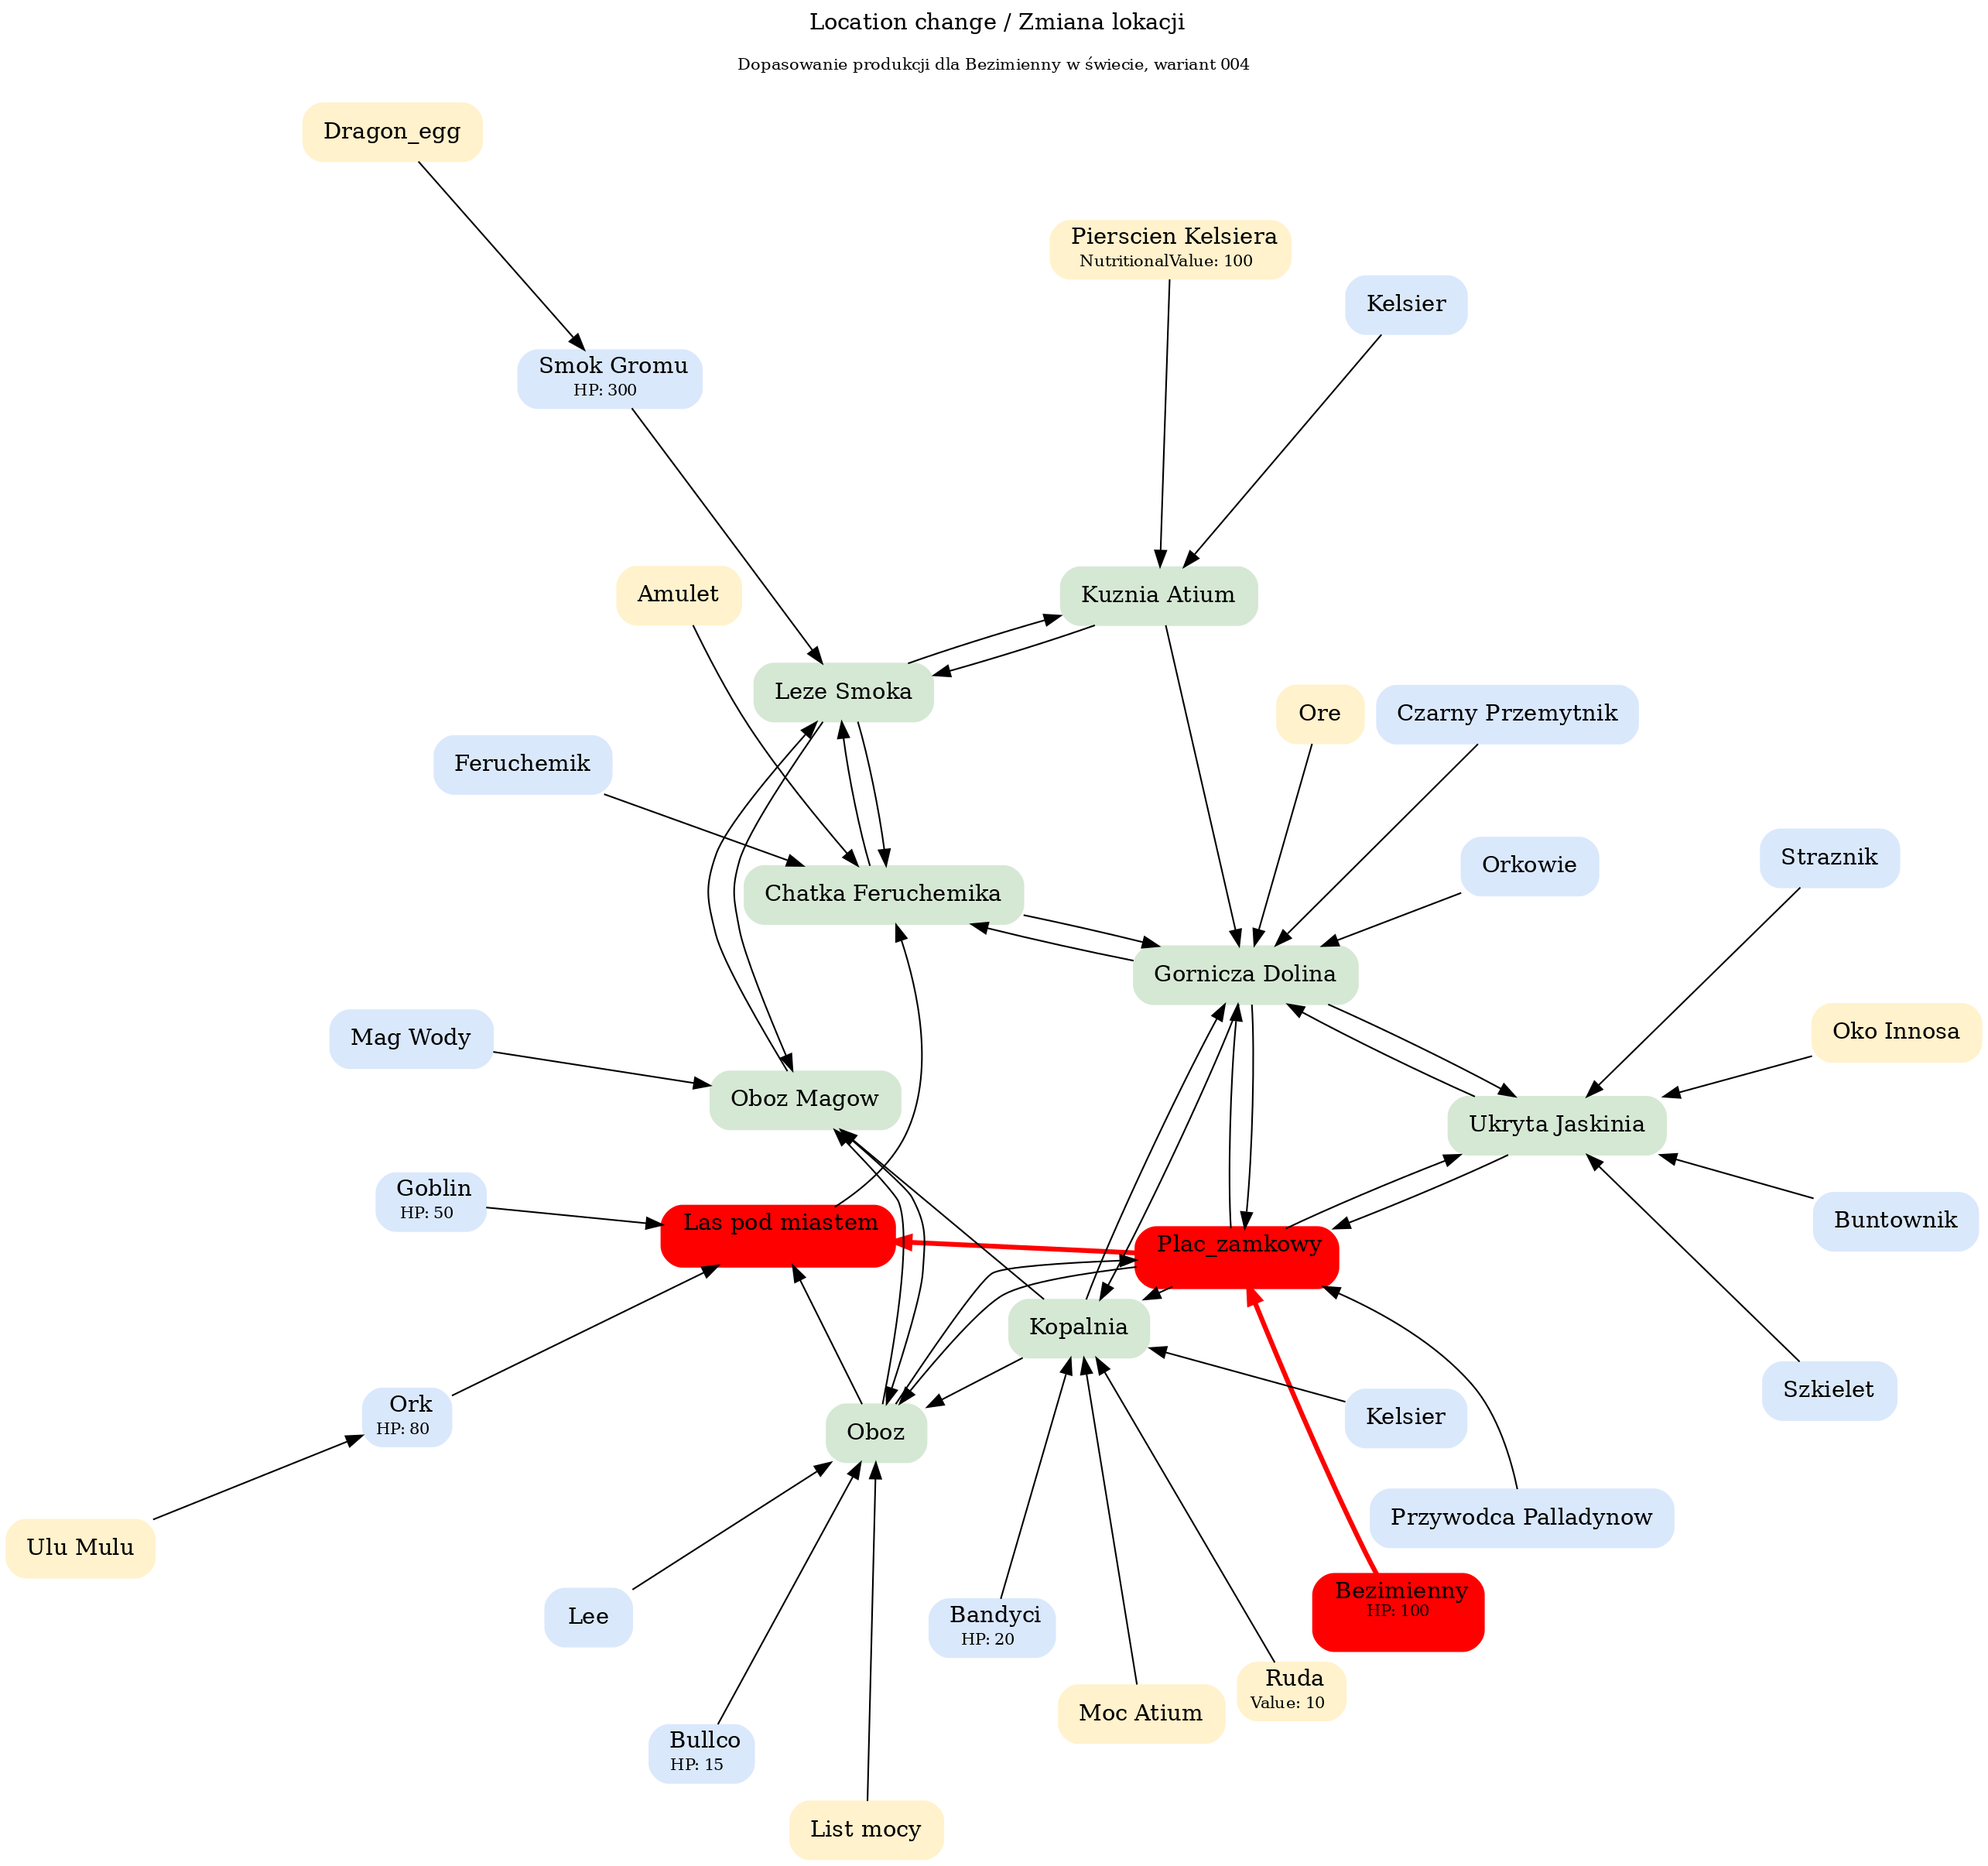 Location change / Zmiana lokacji
Dopasowanie produkcji dla Bezimienny w świecie, wariant 004
Dragon_egg
Pierscien Kelsiera
NutritionalValue: 100
Kelsier
Smok Gromu
HP: 300
Amulet
Kuznia Atium
Leze Smoka
Ore
Czarny Przemytnik
Feruchemik
Orkowie
Straznik
Chatka Feruchemika
Gornicza Dolina
Mag Wody
Oko Innosa
Oboz Magow
Ukryta Jaskinia
Goblin
HP: 50
Las pod miastem
Plac_zamkowy
Buntownik
Kopalnia
Ork
HP: 80
Oboz
Kelsier
Szkielet
Ulu Mulu
Przywodca Palladynow
Lee
Bandyci
HP: 20
Bezimienny
HP: 100
Moc Atium
Ruda
Value: 10
Bullco
HP: 15
List mocy